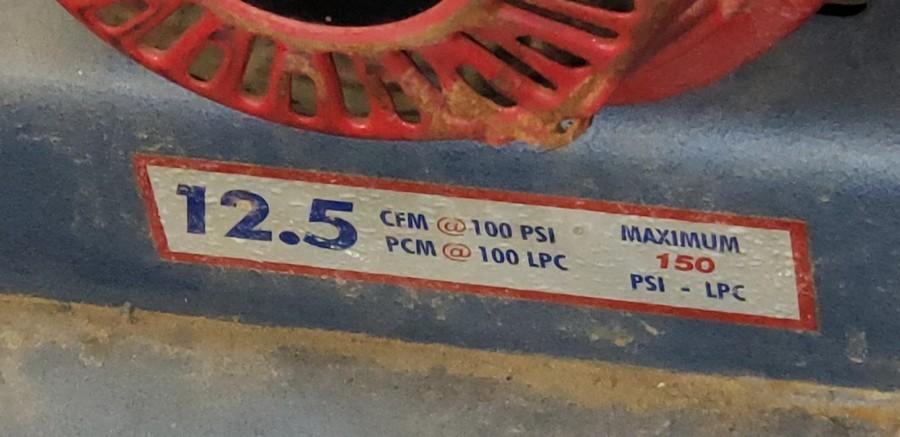 12.5
CFM @ 100 PSI
PCM @ 100 LPC
MAXIMUM
150
PSI - LPC